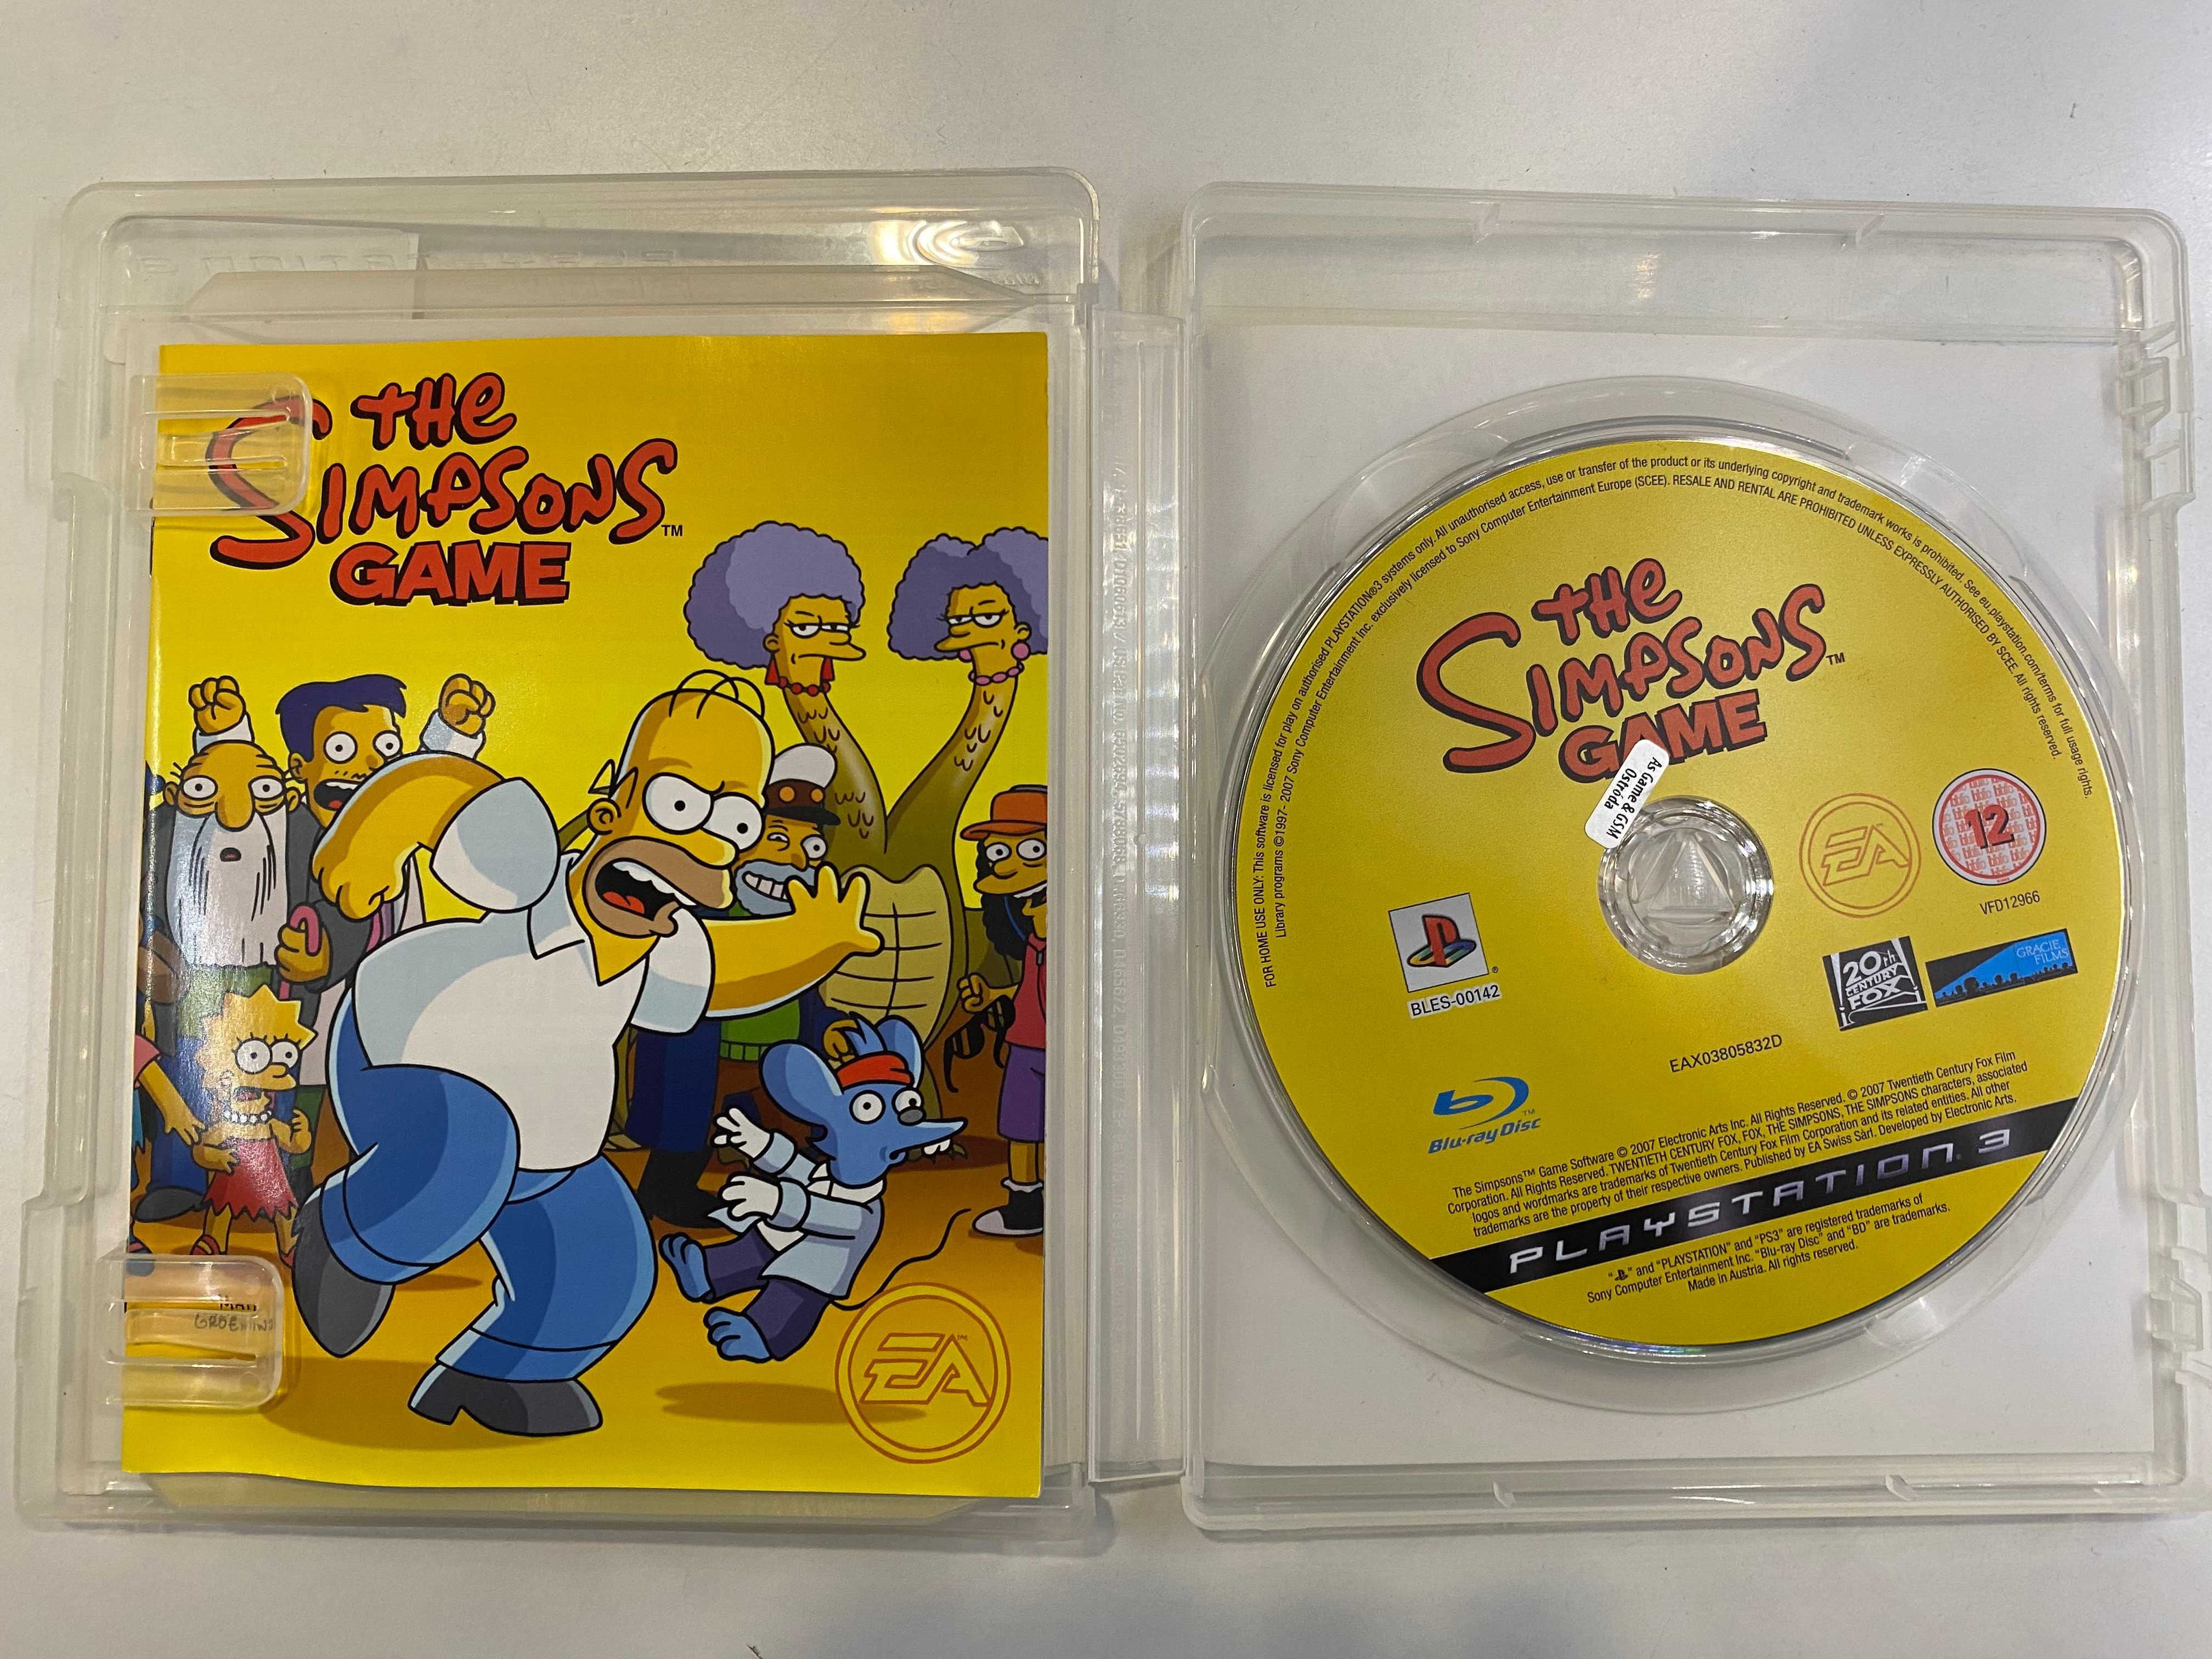 THE
SIMPSONS™
GAME
EA™
FOR HOME USE ONLY: This software is licensed for play on authorised PLAYSTATION®3 systems only. All unauthorised access, use or transfer of the product or its underlying copyright and trademark works is prohibited. See eu.playstation.com/terms for full usage rights.
Library programs ©1997-2007 Sony Computer Entertainment Inc. exclusively licensed to Sony Computer Entertainment Europe (SCEE). RESALE AND RENTAL ARE PROHIBITED UNLESS EXPRESSLY AUTHORISED BY SCEE. All rights reserved.
THE
SIMPSONS™
GAME
As Game & GSM
Ostróda
EA
12
VFD12966
BLES-00142
20th
CENTURY
FOX
GRACIE
FILMS
EAX03805832D
Blu-ray Disc™
The Simpsons™ Game Software © 2007 Electronic Arts Inc. All Rights Reserved. © 2007 Twentieth Century Fox Film
Corporation. All Rights Reserved. TWENTIETH CENTURY FOX, FOX, THE SIMPSONS, THE SIMPSONS characters, associated
logos and wordmarks are trademarks of Twentieth Century Fox Film Corporation and its related entities. All other
trademarks are the property of their respective owners. Published by EA Swiss Sàrl. Developed by Electronic Arts.
PLAYSTATION 3
" " and "PLAYSTATION" and "PS3" are registered trademarks of
Sony Computer Entertainment Inc. "Blu-ray Disc" and "BD" are trademarks.
Made in Austria. All rights reserved.